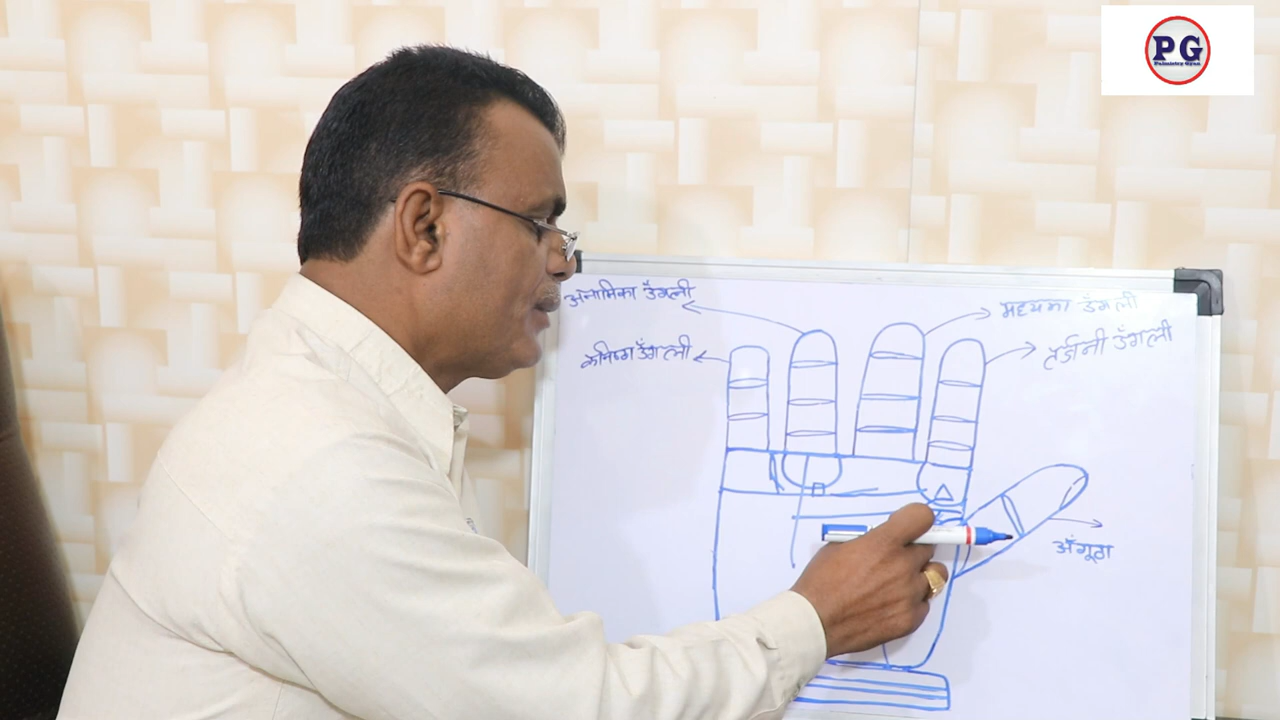 PG
Palmistry Gyan
अनामिका उँगली
मध्यमा उँगली
तर्जनी उँगली
कनिष्ठा उँगली
अँगूठा